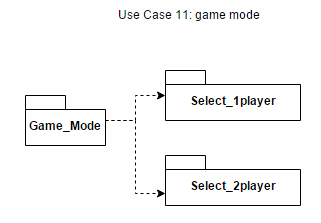 Use Case 11: game mode
Select_1player
Game_Mode
Select_2player